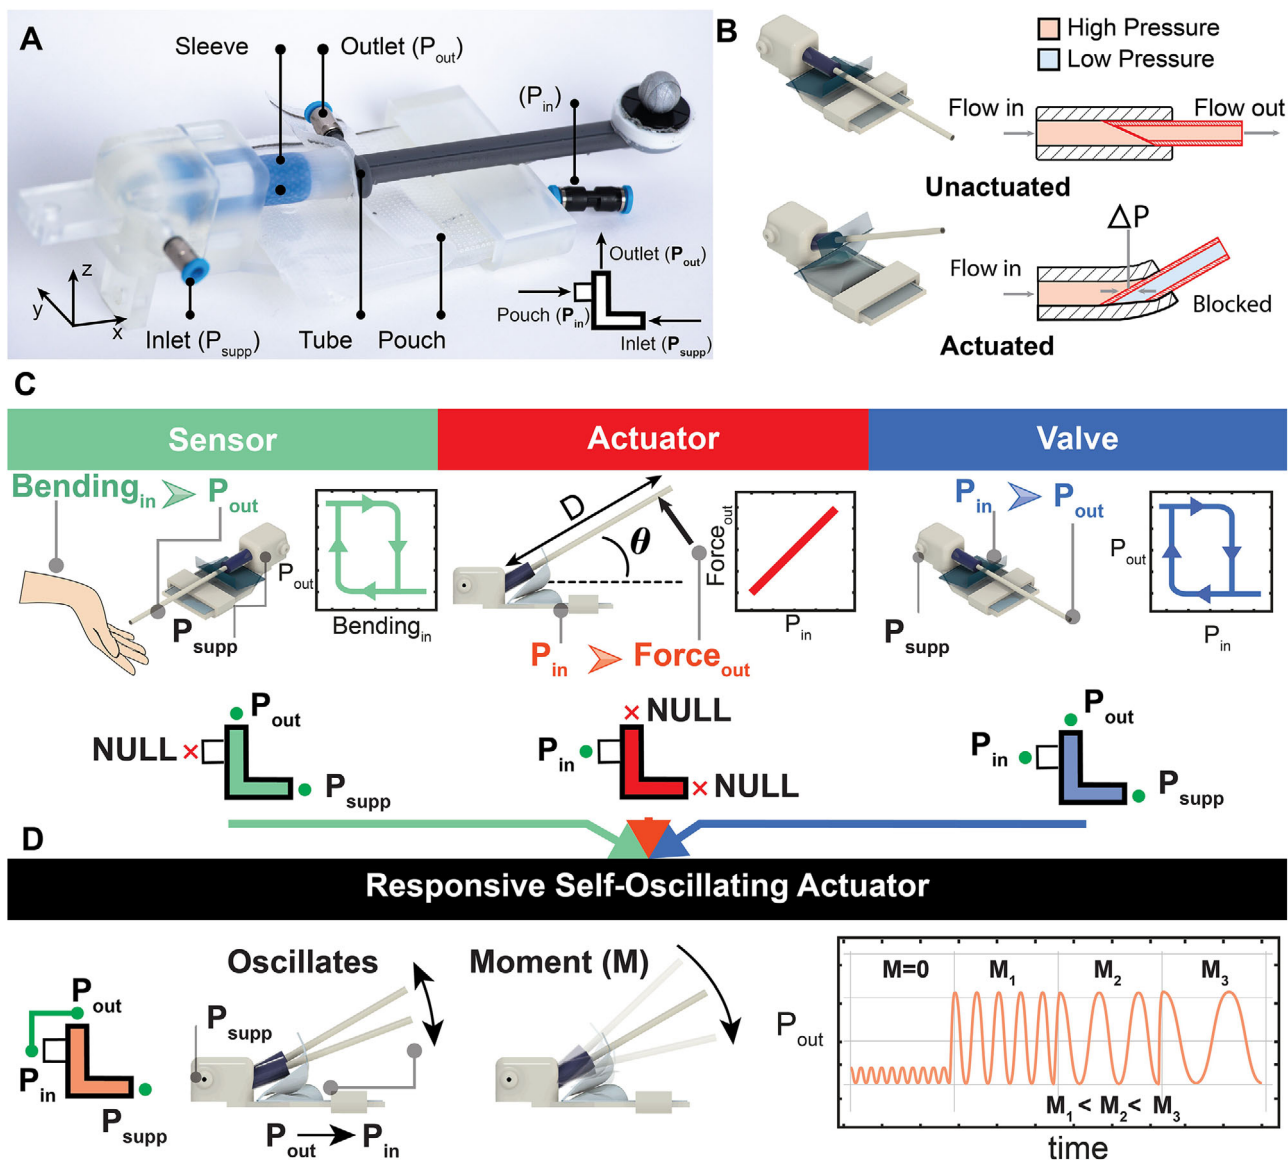 A
Sleeve
Outlet (Pout)
(Pin)
Outlet (Pout)
Pouch (Pin)
Inlet (Psupp)
z
y
x
Inlet (Psupp)
Tube
Pouch
B
High Pressure
Low Pressure
Flow in
Flow out
Unactuated
ΔP
Flow in
Blocked
Actuated
C
Sensor
Actuator
Valve
Bendingin
Pout
Psupp
Pout
Bendingin
D
θ
Pin
Forceout
Forceout
Pin
Pin
Pout
Psupp
Pout
Pin
Pout
NULL
Psupp
NULL
Pin
NULL
Pout
Pin
Psupp
D
Responsive Self-Oscillating Actuator
Pout
Pin
Psupp
Oscillates
Psupp
Pout
Pin
Moment (M)
Pout
M=0
M1
M2
M3
M1 < M2 < M3
time